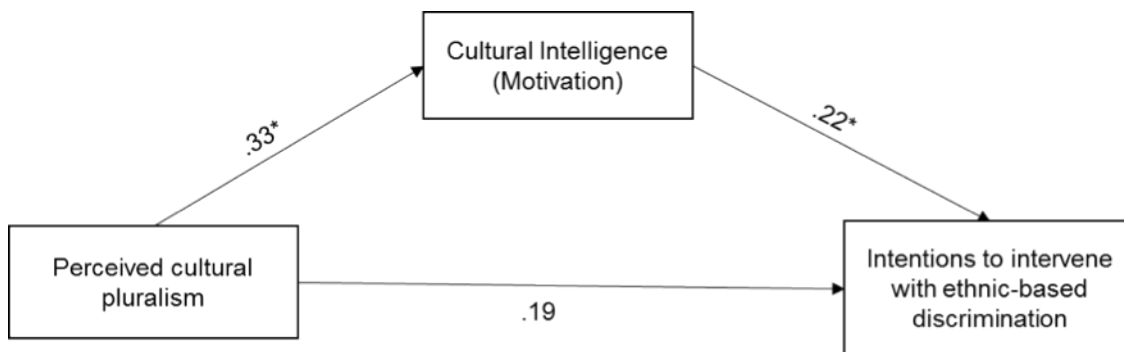 Cultural Intelligence
(Motivation)
.33*
.22*
Perceived cultural
pluralism
.19
Intentions to intervene
with ethnic-based
discrimination